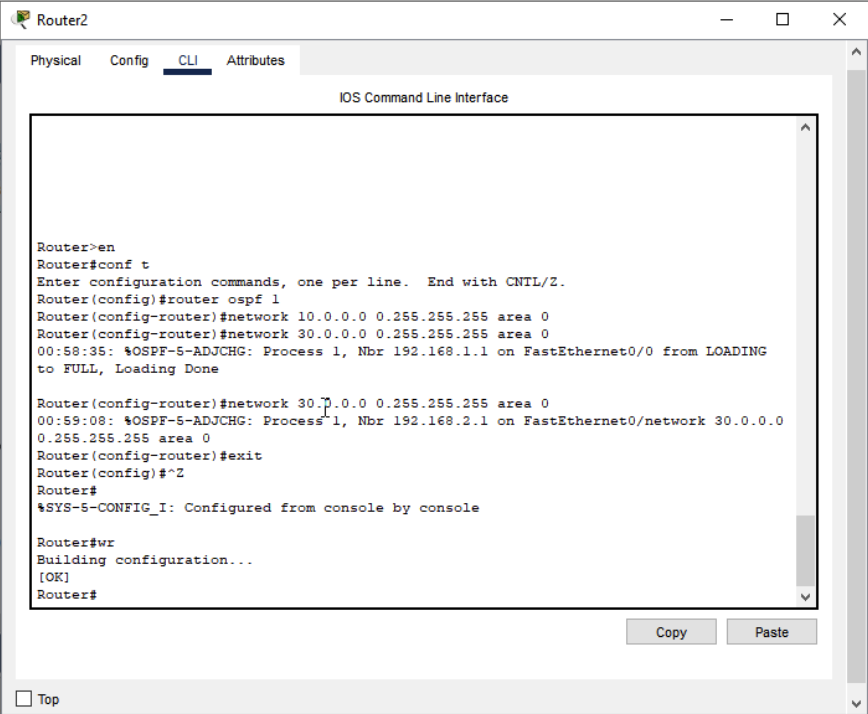 Router2
Physical Config CLI Attributes
IOS Command Line Interface
Router>en
Router#conf t
Enter configuration commands, one per line.  End with CNTL/Z.
Router(config)#router ospf 1
Router(config-router)#network 10.0.0.0 0.255.255.255 area 0
Router(config-router)#network 30.0.0.0 0.255.255.255 area 0
00:58:35: %OSPF-5-ADJCHG: Process 1, Nbr 192.168.1.1 on FastEthernet0/0 from LOADING
to FULL, Loading Done
Router(config-router)#network 30.0.0.0 0.255.255.255 area 0
00:59:08: %OSPF-5-ADJCHG: Process 1, Nbr 192.168.2.1 on FastEthernet0/network 30.0.0.0
0.255.255.255 area 0
Router(config-router)#exit
Router(config)#^Z
Router#
%SYS-5-CONFIG_I: Configured from console by console
Router#wr
Building configuration...
[OK]
Router#
Copy Paste
Top